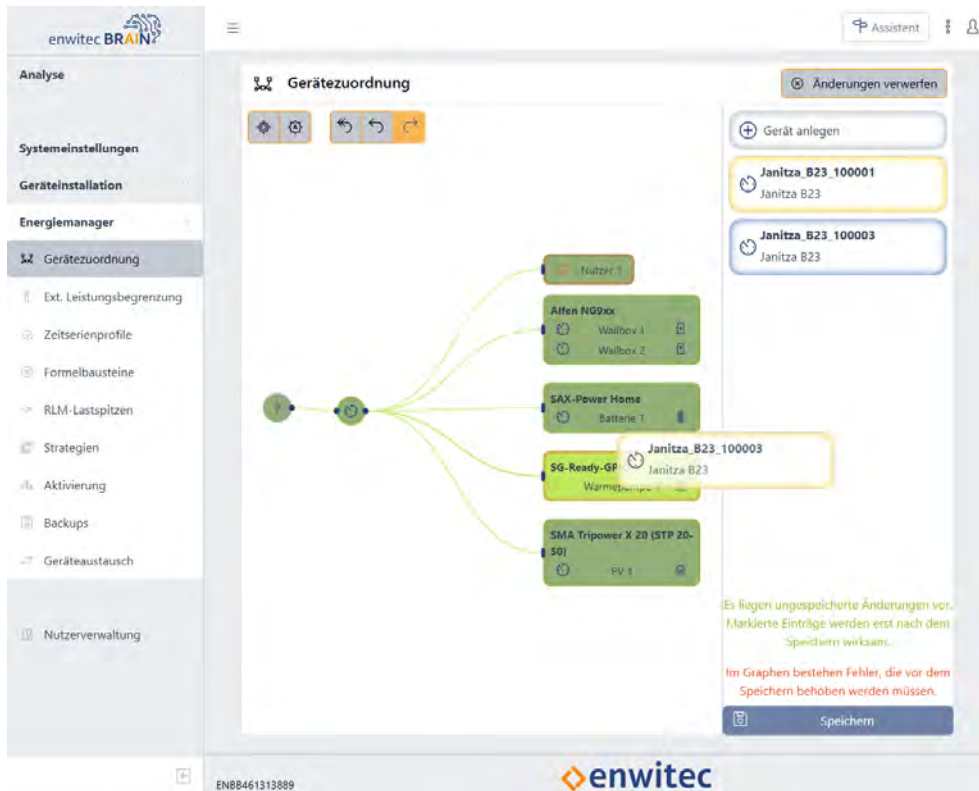 enwitec BRAIN
Assistent
Analyse
Systemeinstellungen
Geräteinstallation
Energiemanager
Gerätezuordnung
Ext. Leistungsbegrenzung
Zeitserienprofile
Formelbausteine
RLM-Lastspitzen
Strategien
Aktivierung
Backups
Geräteaustausch
Nutzerverwaltung
Gerätezuordnung
Änderungen verwerfen
Nutzer 1
Alfen NG9xx
Wallbox 1
Wallbox 2
SAX-Power Home
Batterie 1
SG-Ready-GP
Janitza_B23_100003
Janitza B23
SMA Tripower X 20 (STP 20-
50)
PV 1
Gerät anlegen
Janitza_B23_100001
Janitza B23
Janitza_B23_100003
Janitza B23
Es liegen ungespeicherte Änderungen vor.
Markierte Einträge werden erst nach dem
Speichern wirksam.
Im Graphen bestehen Fehler, die vor dem
Speichern behoben werden müssen.
Speichern
ENBB461313889
enwitec